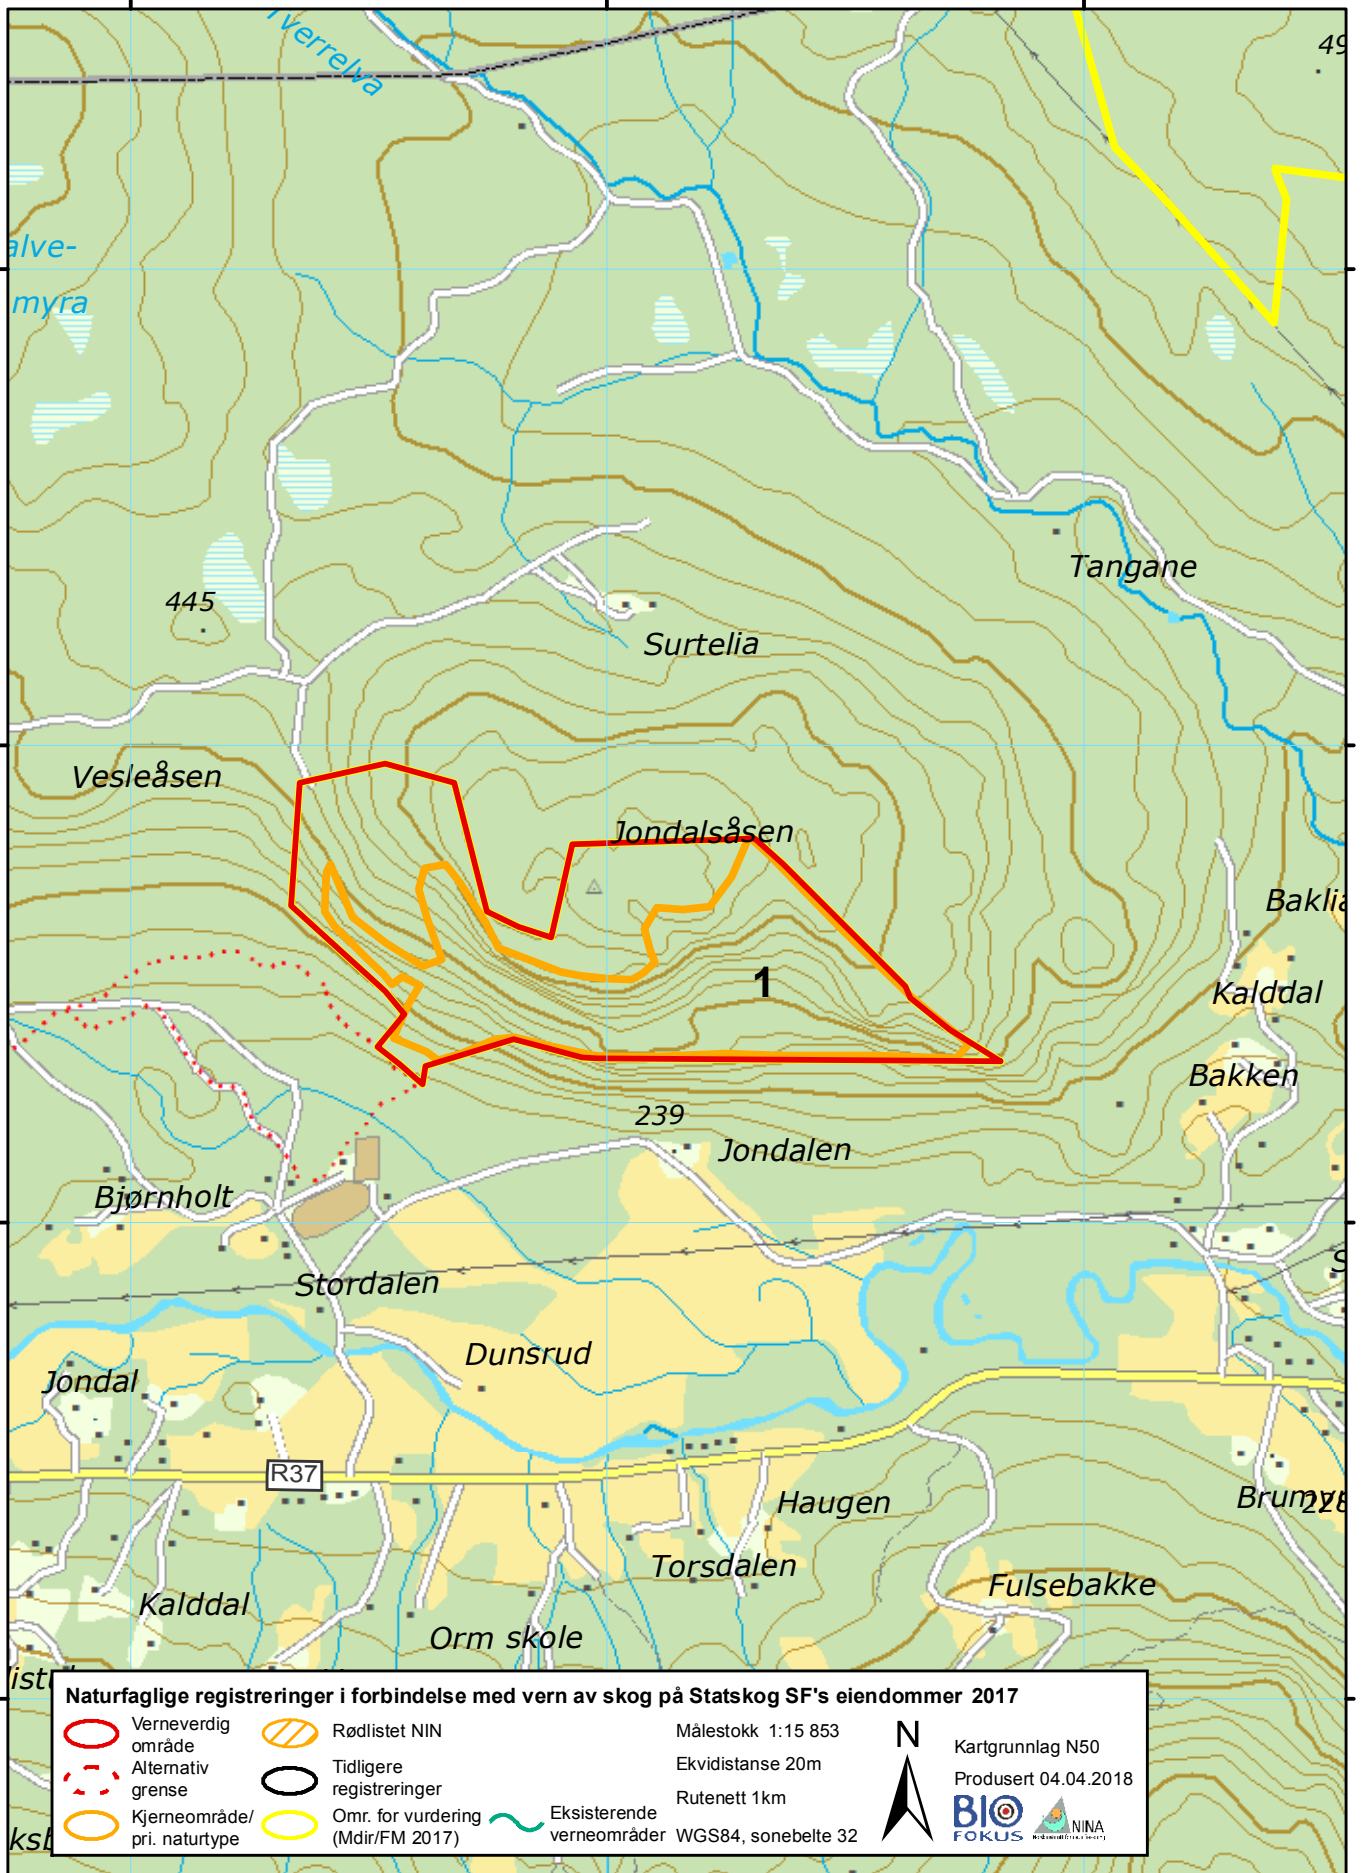 Tverrelva
49
alve-
myra
Tangane
445
Surtelia
Vesleåsen
Jondalsåsen
Baklia
1
Kalddal
Bakken
239
Jondalen
Bjørnholt
S
Stordalen
Dunsrud
Jondal
R37
Haugen
Brumyr
228
Torsdalen
Fulsebakke
Kalddal
Orm skole
Naturfaglige registreringer i forbindelse med vern av skog på Statskog SF's eiendommer 2017
Verneverdig
område
Alternativ
grense
Kjerneområde/
pri. naturtype
Rødlistet NIN
Tidligere
registreringer
Omr. for vurdering
(Mdir/FM 2017)
Eksisterende
verneområder
Målestokk 1:15 853
Ekvidistanse 20m
Rutenett 1km
WGS84, sonebelte 32
N
Kartgrunnlag N50
Produsert 04.04.2018
BIO
FOKUS
NINA